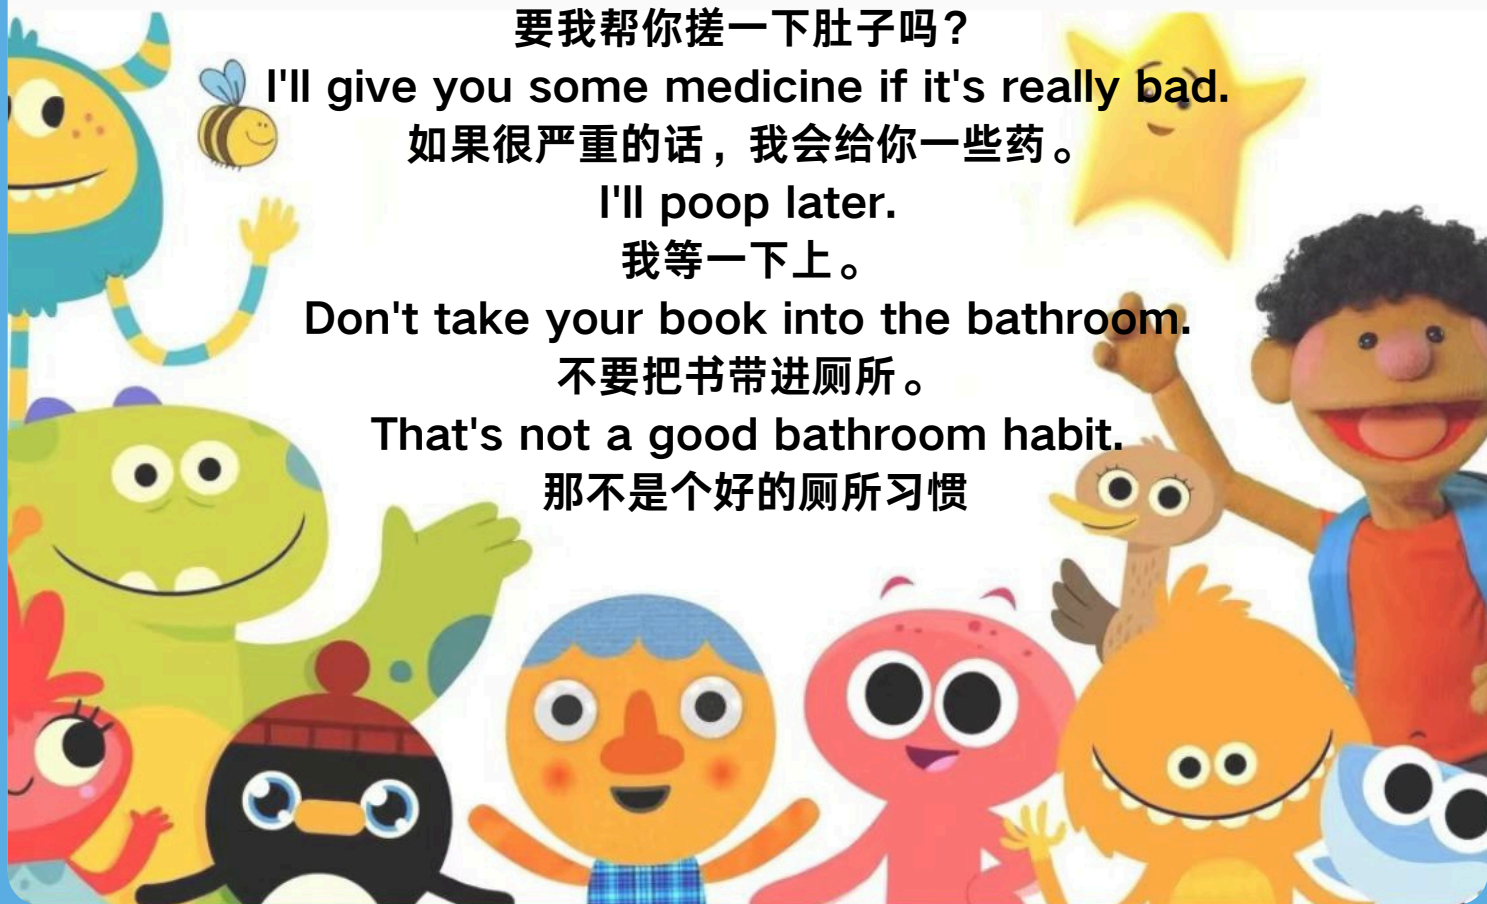 要我帮你搓一下肚子吗？
I'll give you some medicine if it's really bad.
如果很严重的话，我会给你一些药。
I'll poop later.
我等一下上。
Don't take your book into the bathroom.
不要把书带进厕所。
That's not a good bathroom habit.
那不是个好的厕所习惯